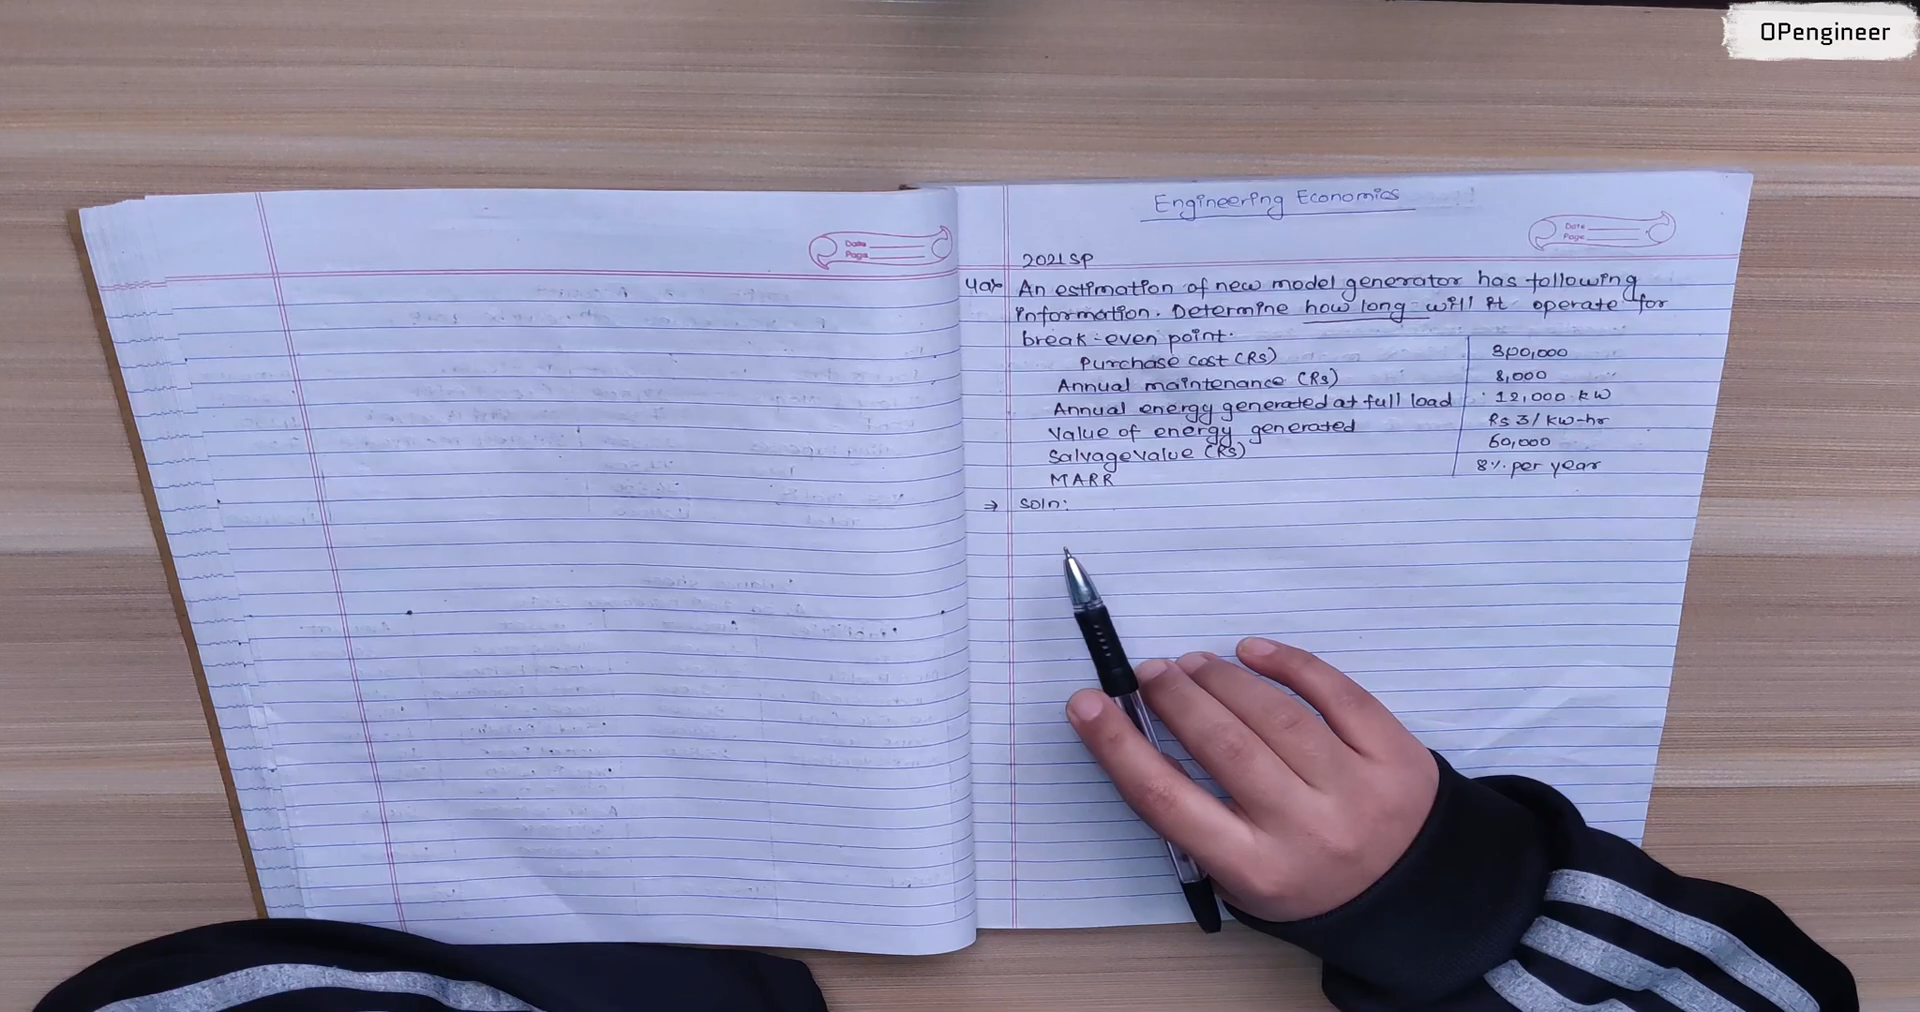 OPengineer
Engineering Economics
Date
Page
Date
Page
2021 SP
4a> An estimation of new model generator has following
information. Determine how long will it operate for
break-even point.
Purchase cost (Rs) 300,000
Annual maintenance (Rs) 8,000
Annual energy generated at full load 12,000 kw
Value of energy generated Rs 3/kw-hr
Salvage value (Rs) 60,000
MARR 8% per year
⇒ Soln: